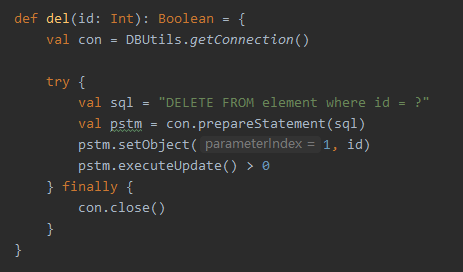 def del(id: Int): Boolean = {
    val con = DBUtils.getConnection()
    try {
        val sql = "DELETE FROM element where id = ?"
        val pstm = con.prepareStatement(sql)
        pstm.setObject( parameterIndex = 1, id)
        pstm.executeUpdate() > 0
    } finally {
        con.close()
    }
}